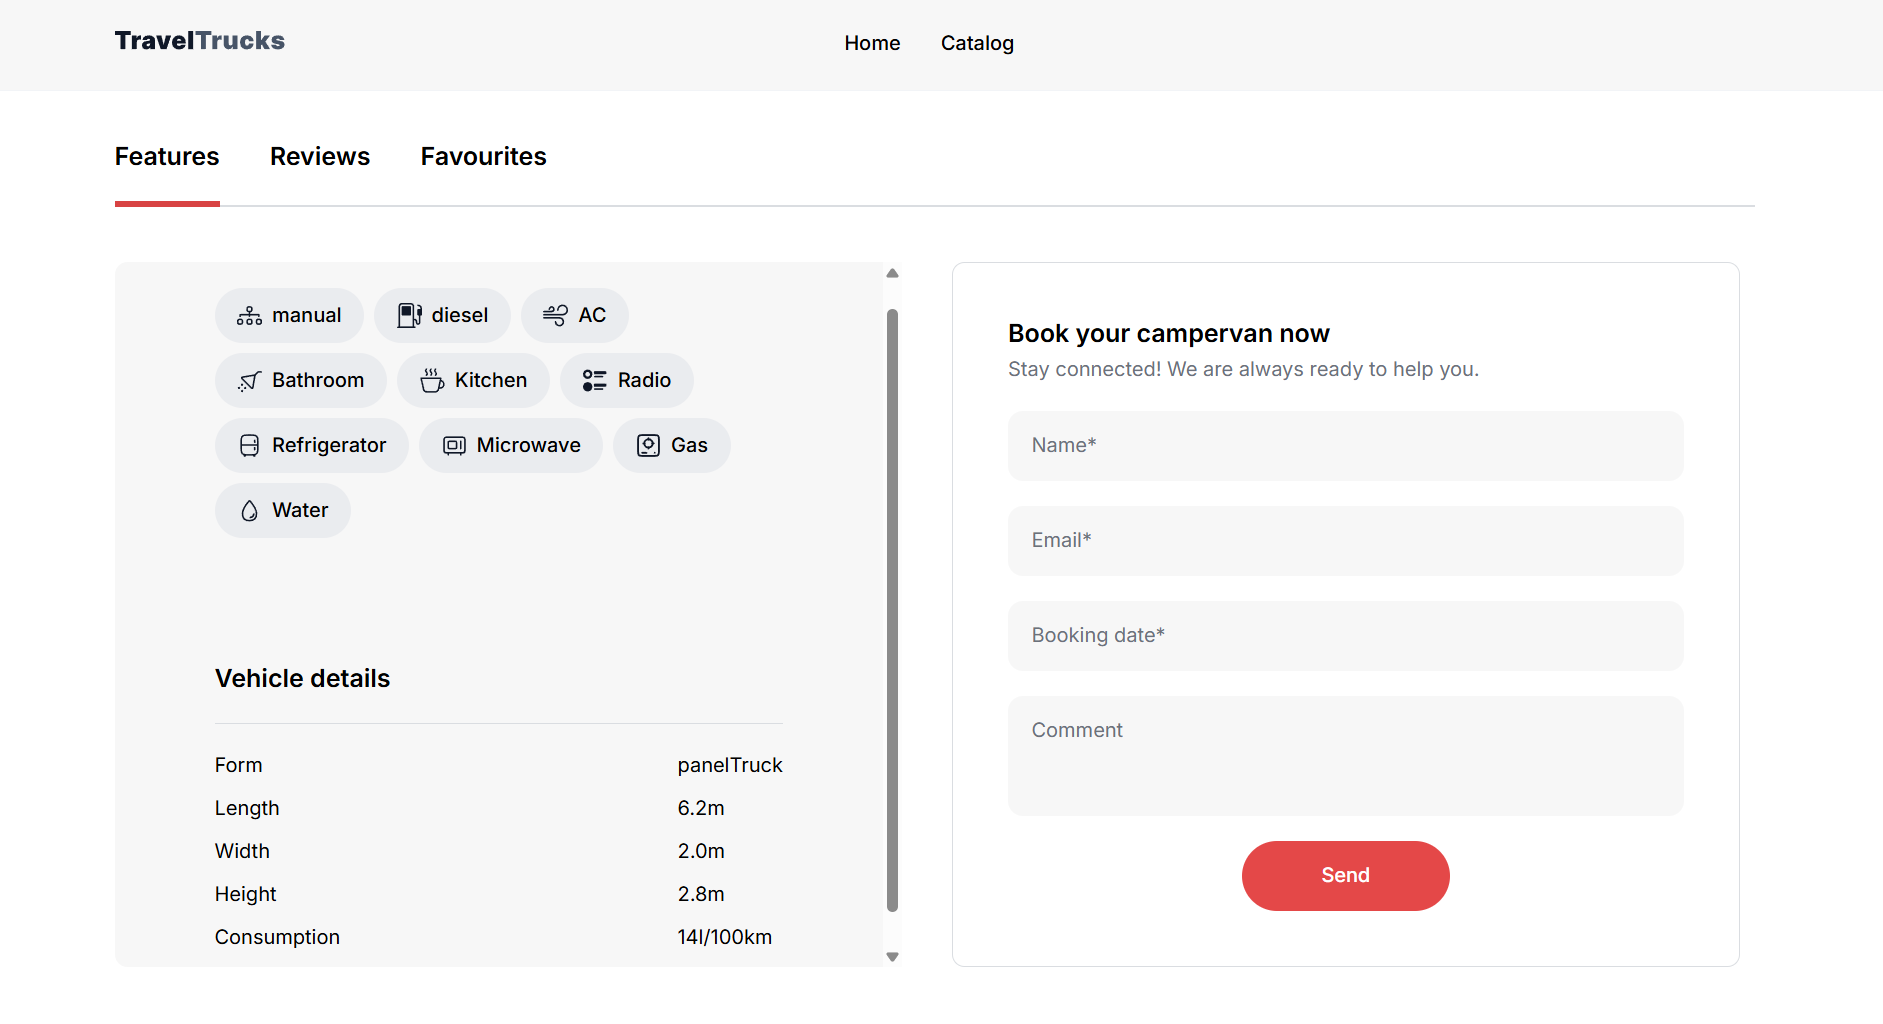 TravelTrucks
Home Catalog
Features Reviews Favourites
manual diesel AC
Bathroom Kitchen Radio
Refrigerator Microwave Gas
Water
Vehicle details
Form panelTruck
Length 6.2m
Width 2.0m
Height 2.8m
Consumption 14l/100km
Book your campervan now
Stay connected! We are always ready to help you.
Name*
Email*
Booking date*
Comment
Send